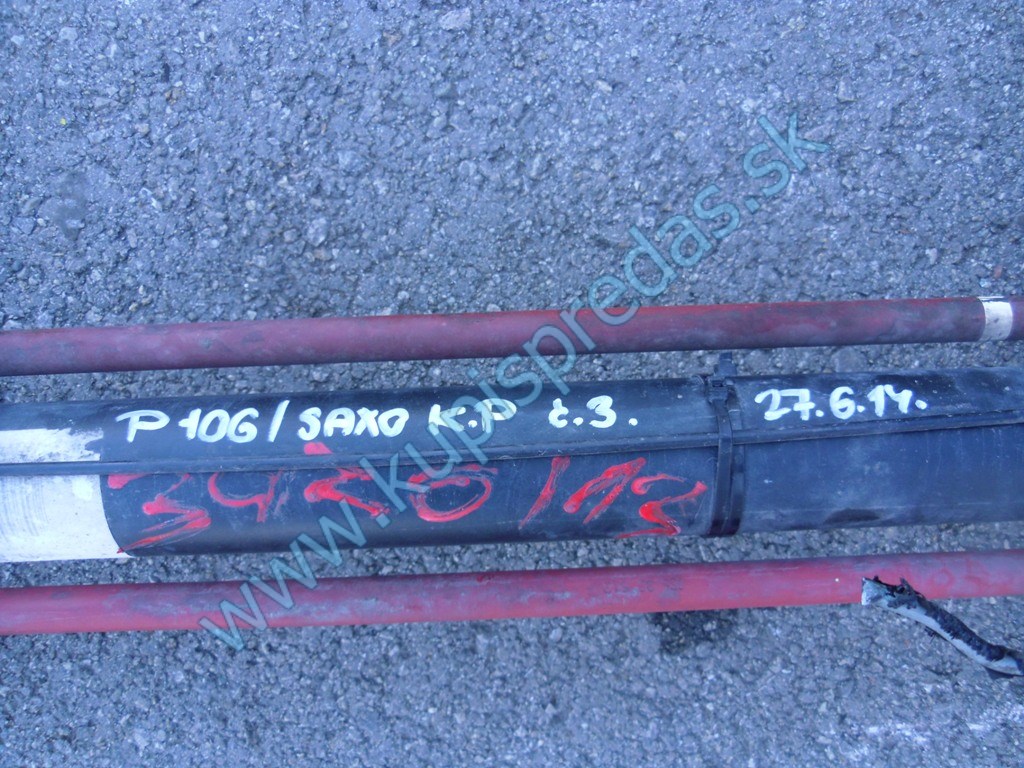 P 106/SAXO K.P č.3. 27.6.14.
www.kupispredas.sk